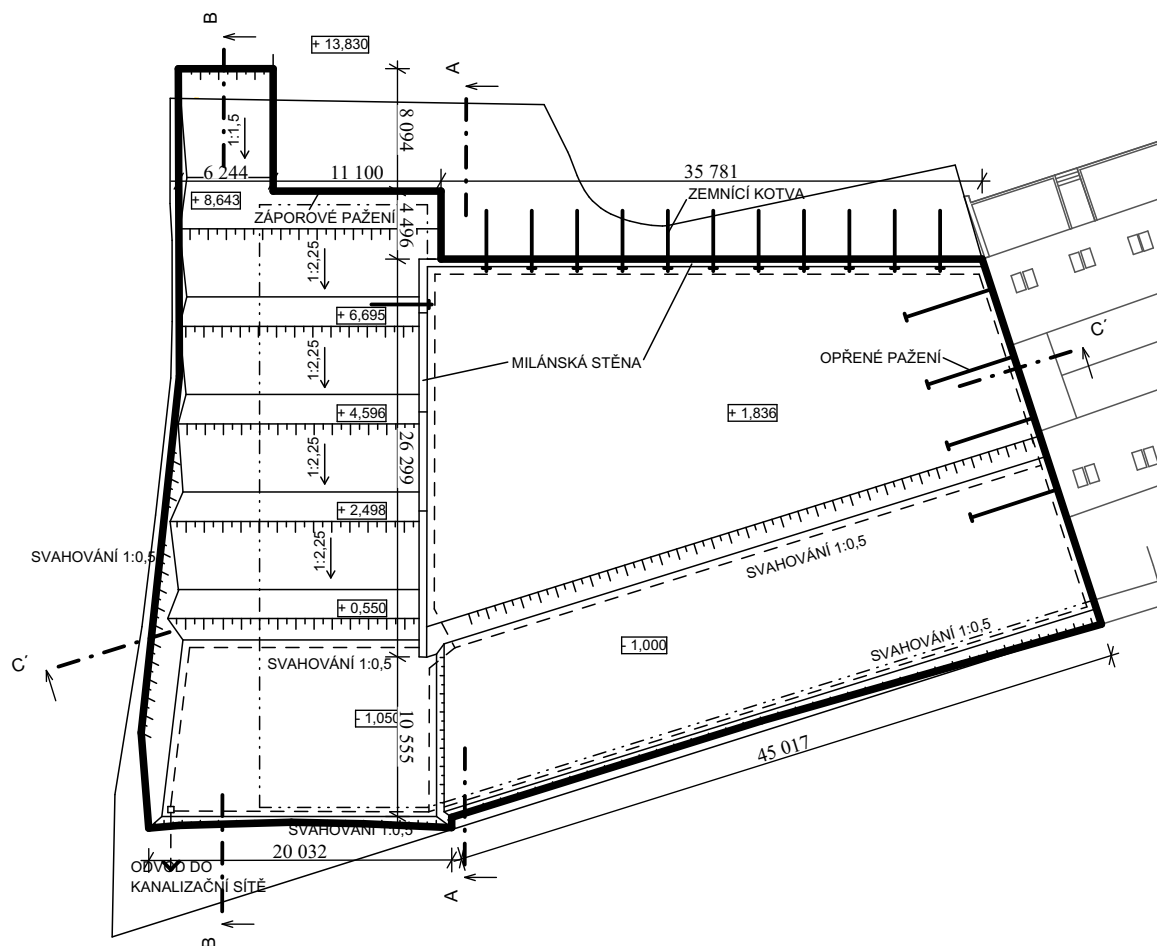 B
+ 13,830
A
8 094
1:1,5
6 244
11 100
35 781
+ 8,643
ZÁPOROVÉ PAŽENÍ
4 496
ZEMNÍCÍ KOTVA
1:2,25
+ 6,695
C´
1:2,25
MILÁNSKÁ STĚNA
OPŘENÉ PAŽENÍ
+ 4,596
+ 1,836
26 299
1:2,25
+ 2,498
SVAHOVÁNÍ 1:0,5
1:2,25
SVAHOVÁNÍ 1:0,5
+ 0,550
- 1,000
SVAHOVÁNÍ 1:0,5
C´
SVAHOVÁNÍ 1:0,5
- 1,050
10 555
45 017
SVAHOVÁNÍ 1:0,5
20 032
ODVOD DO
KANALIZAČNÍ SÍTĚ
A
B